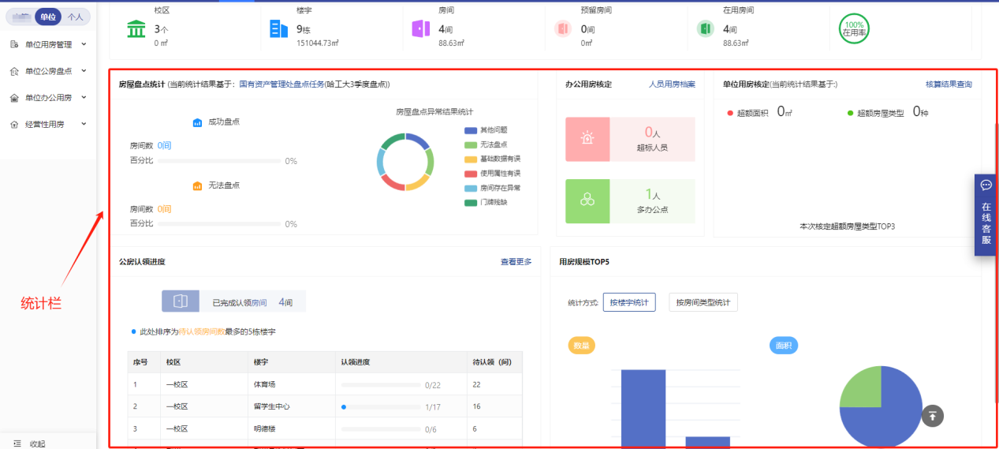 单位 个人
单位用房管理
单位公房盘点
单位办公用房
经营性用房
收起
统计栏
校区
3个
0㎡
楼宇
9栋
151044.73㎡
房间
4间
88.63㎡
预留房间
0间
0㎡
在用房间
4间
88.63㎡
100%
在用率
房屋盘点统计 (当前统计结果基于：国有资产管理处盘点任务(哈工大3季度盘点))
成功盘点
房间数 0间
百分比 0%
无法盘点
房间数 0间
百分比 0%
房屋盘点异常结果统计
其他问题
无法盘点
基础数据有误
使用属性有误
房间存在异常
门牌残缺
办公用房核定 人员用房档案
0人
超标人员
1人
多办公点
单位用房核定(当前统计结果基于:) 核算结果查询
超额面积 0㎡ 超额房屋类型 0种
本次核定超额房屋类型TOP3
在线客服
公房认领进度 查看更多
已完成认领房间 4间
此处排序为待认领房间数最多的5栋楼宇
序号 校区 楼宇 认领进度 待认领（间）
1 一校区 体育场 0/22 22
2 一校区 留学生中心 1/17 16
3 一校区 明德楼 0/6 6
用房规模TOP5
统计方式: 按楼宇统计 按房间类型统计
数量
面积